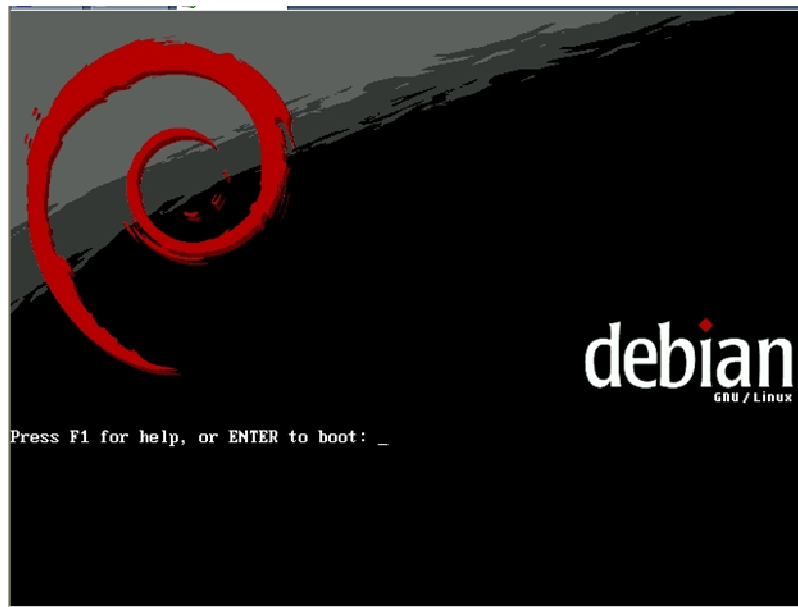 debian
GNU/Linux
Press F1 for help, or ENTER to boot: _